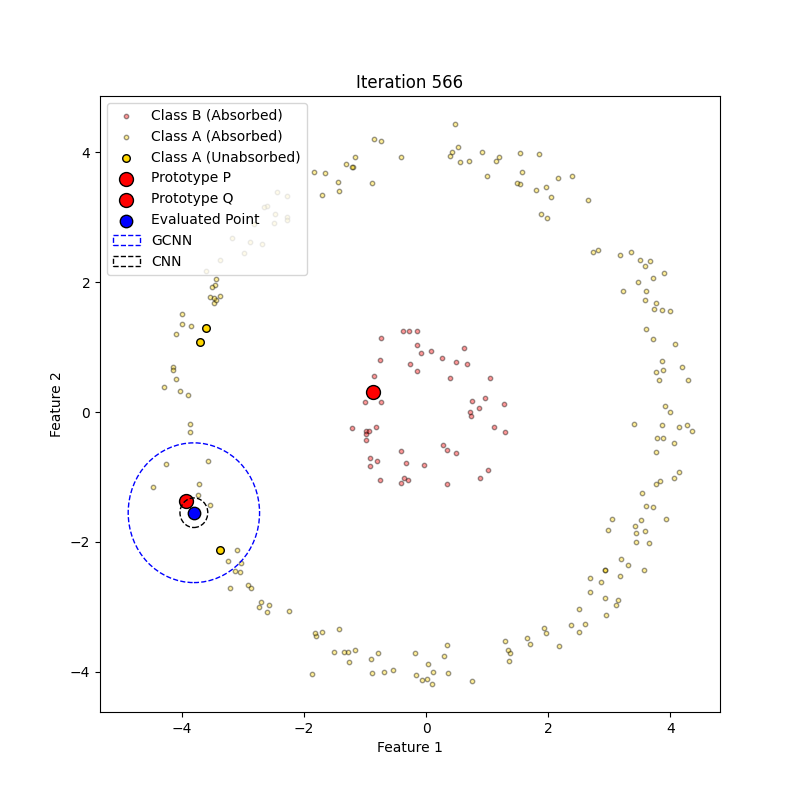 Iteration 566
Class B (Absorbed)
Class A (Absorbed)
Class A (Unabsorbed)
Prototype P
Prototype Q
Evaluated Point
GCNN
CNN
4
2
0
−2
−4
Feature 2
−4 −2 0 2 4
Feature 1